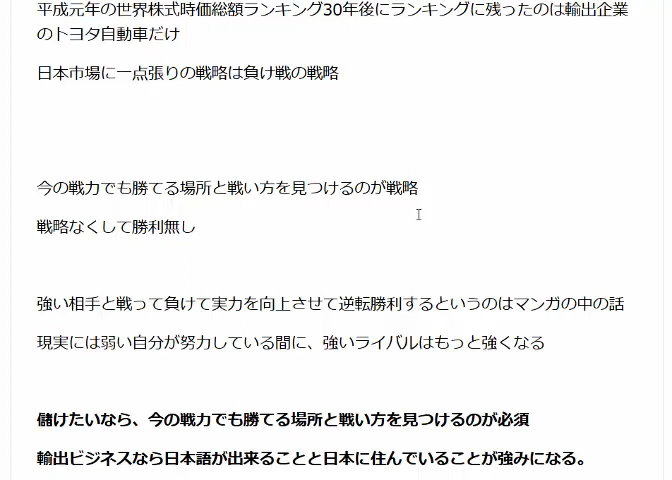 平成元年の世界株式時価総額ランキング30年後にランキングに残ったのは輸出企業
のトヨタ自動車だけ
日本市場に一点張りの戦略は負け戦の戦略
今の戦力でも勝てる場所と戦い方を見つけるのが戦略
戦略なくして勝利無し
強い相手と戦って負けて実力を向上させて逆転勝利するというのはマンガの中の話
現実には弱い自分が努力している間に、強いライバルはもっと強くなる
儲けたいなら、今の戦力でも勝てる場所と戦い方を見つけるのが必須
輸出ビジネスなら日本語が出来ることと日本に住んでいることが強みになる。